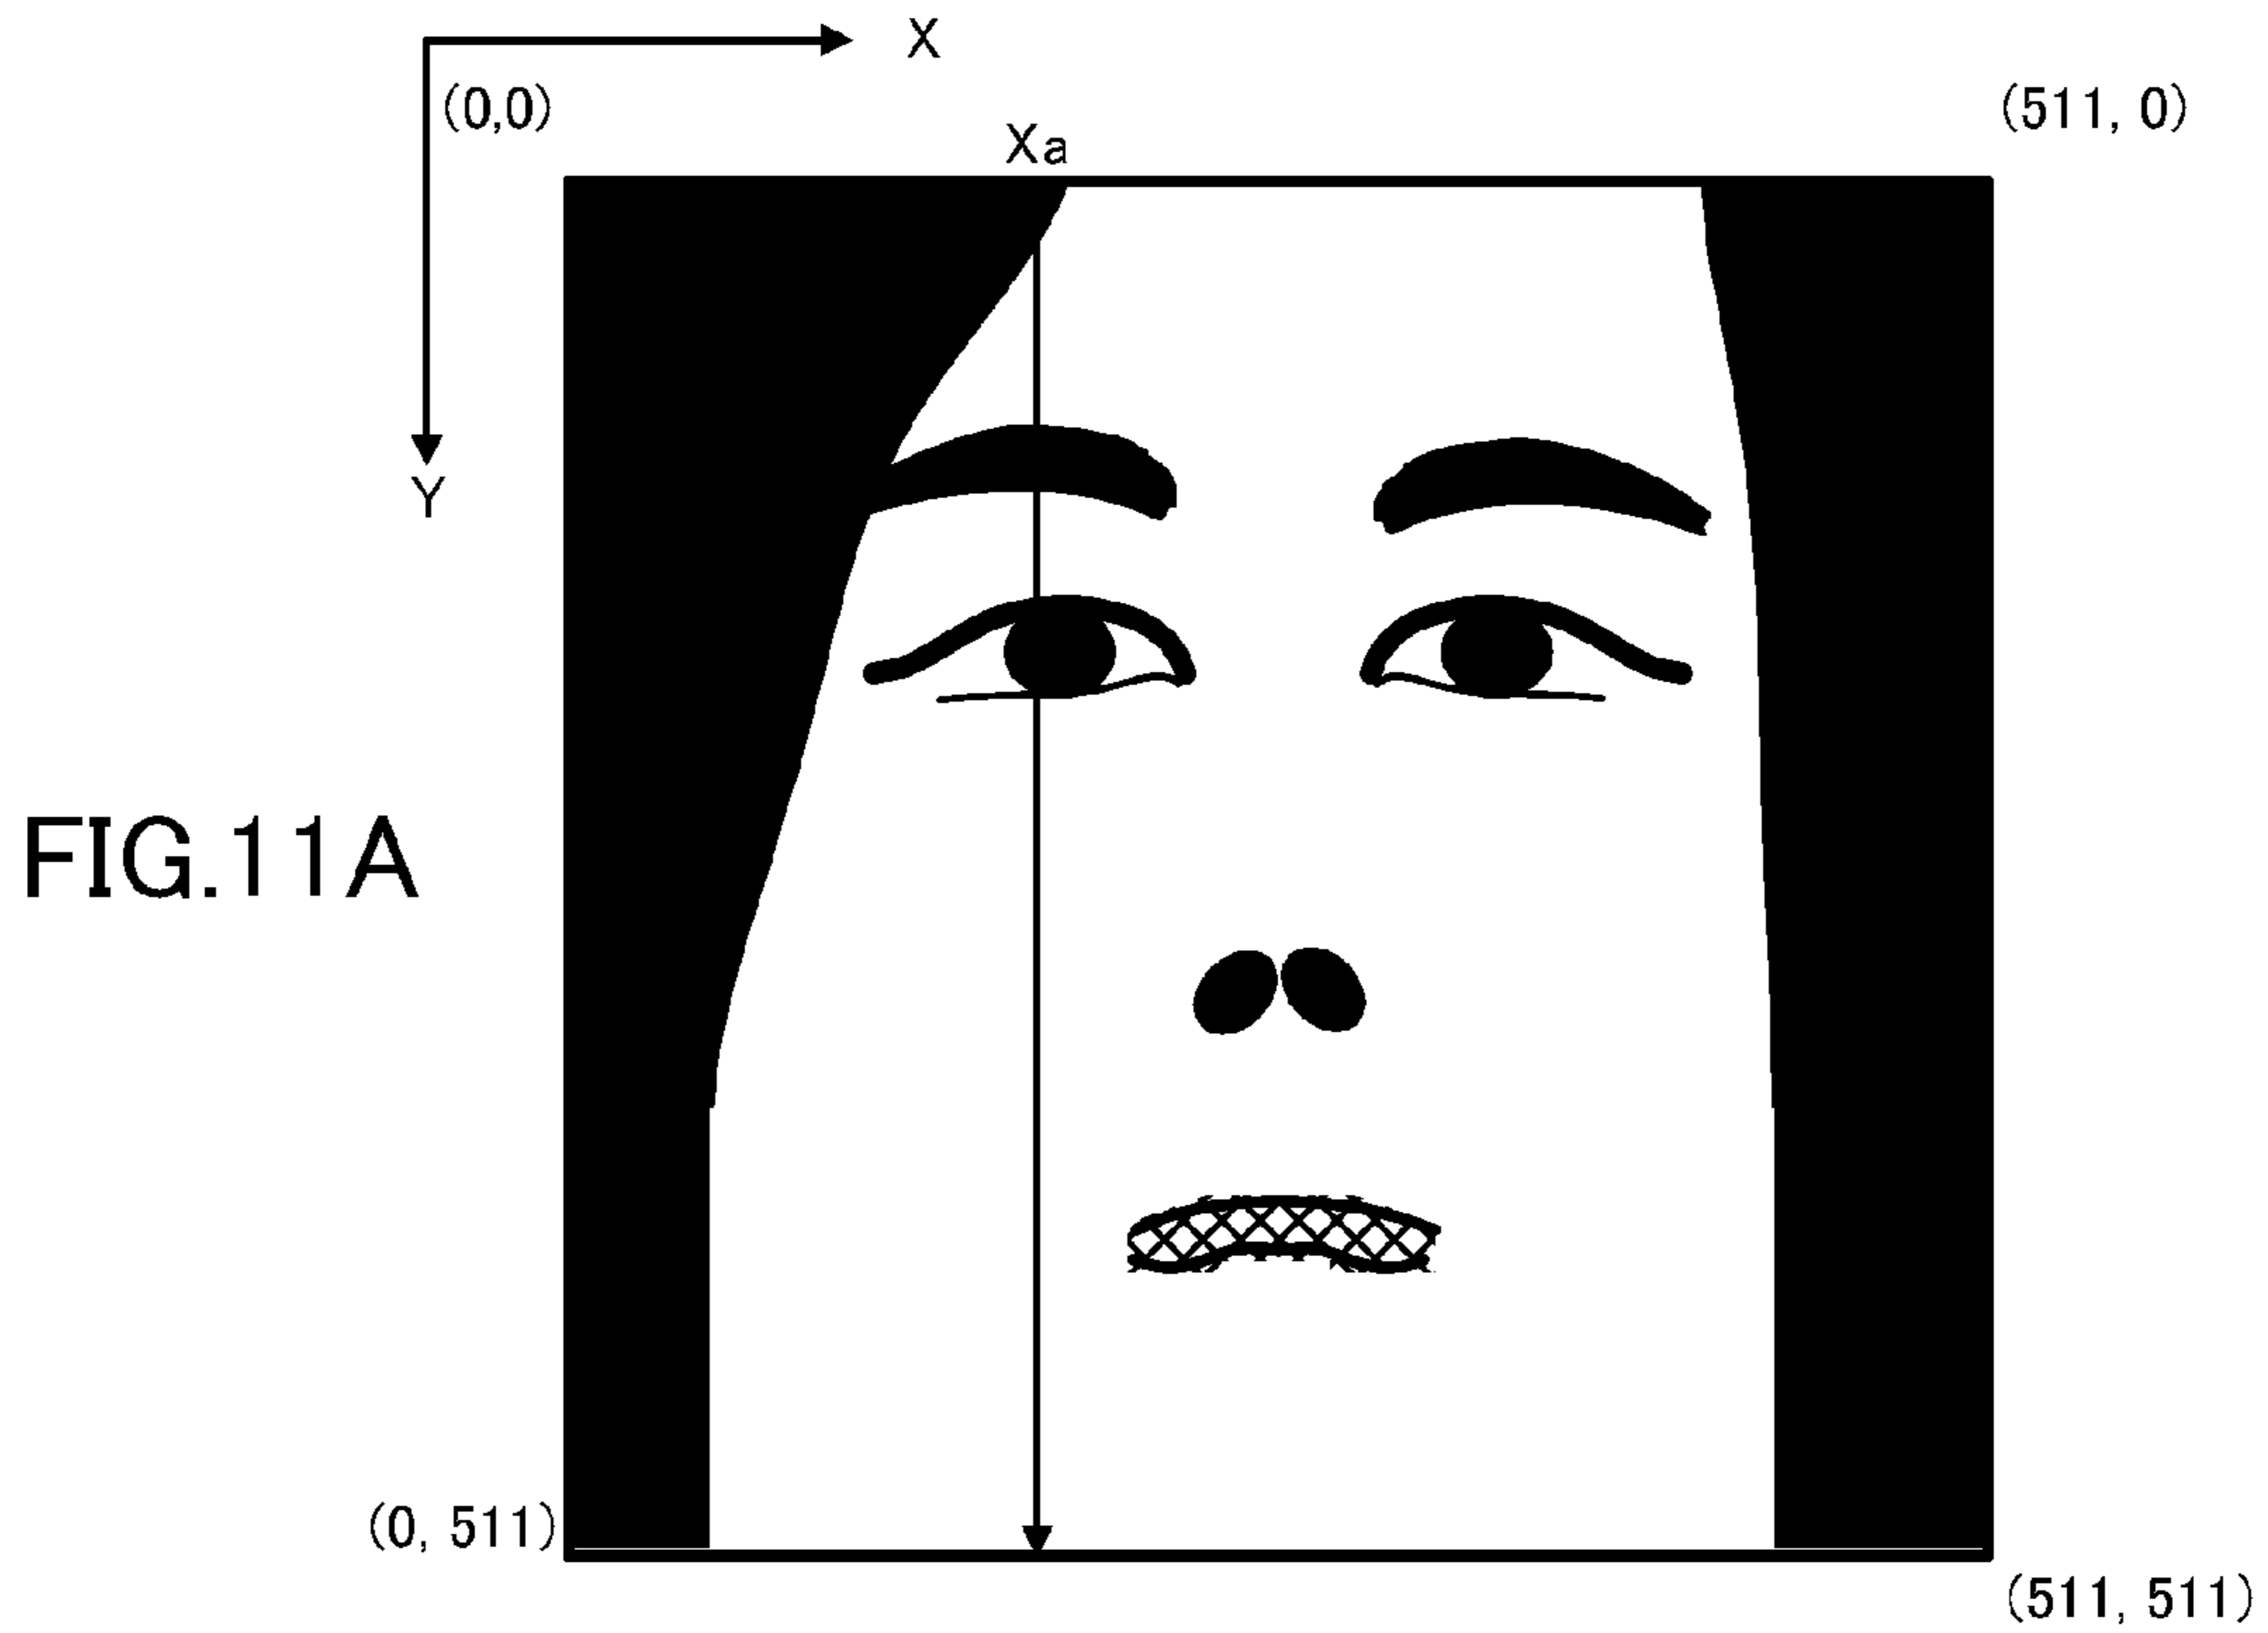 X
(0,0)
(511, 0)
Xa
Y
FIG.11A
(0, 511)
(511, 511)